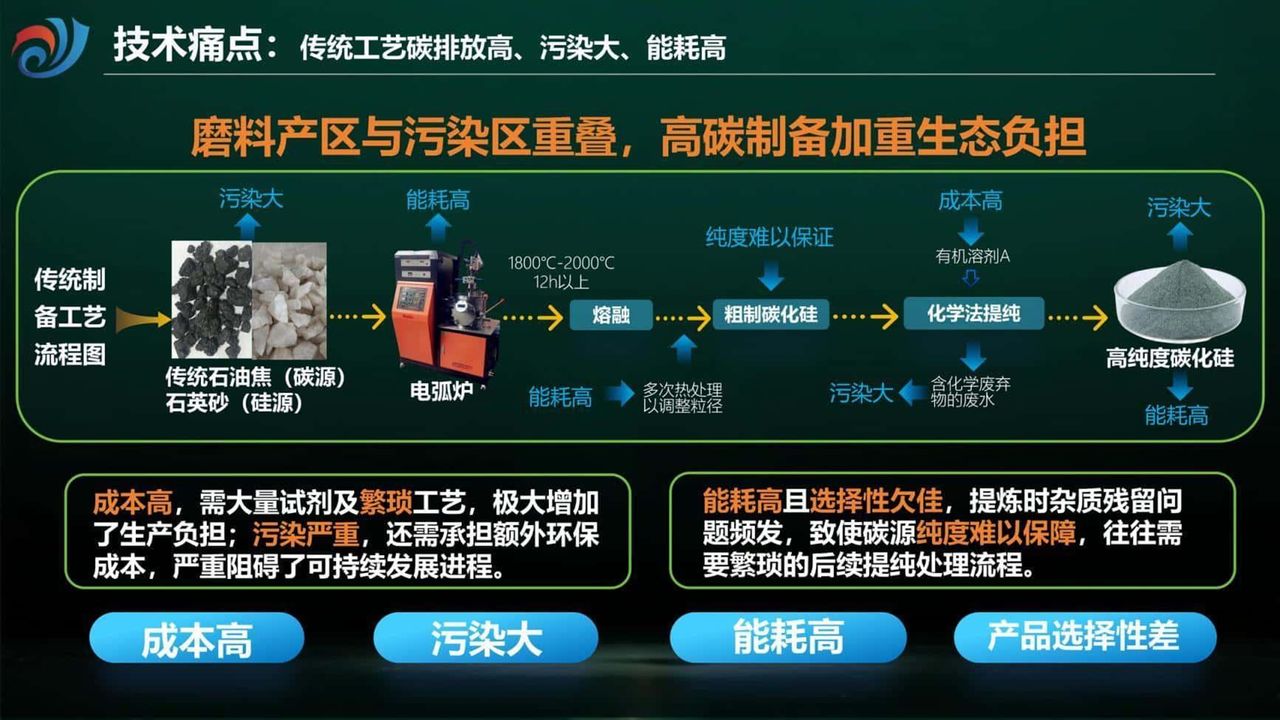 技术痛点：传统工艺碳排放高、污染大、能耗高
磨料产区与污染区重叠，高碳制备加重生态负担
传统制
备工艺
流程图
污染大
传统石油焦（碳源）
石英砂（硅源）
能耗高
电弧炉
1800℃-2000℃
12h以上
熔融
能耗高
多次热处理
以调整粒径
纯度难以保证
粗制碳化硅
成本高
有机溶剂A
化学法提纯
污染大
含化学废弃
物的废水
污染大
高纯度碳化硅
能耗高
成本高，需大量试剂及繁琐工艺，极大增加
了生产负担；污染严重，还需承担额外环保
成本，严重阻碍了可持续发展进程。
能耗高且选择性欠佳，提炼时杂质残留问
题频发，致使碳源纯度难以保障，往往需
要繁琐的后续提纯处理流程。
成本高
污染大
能耗高
产品选择性差